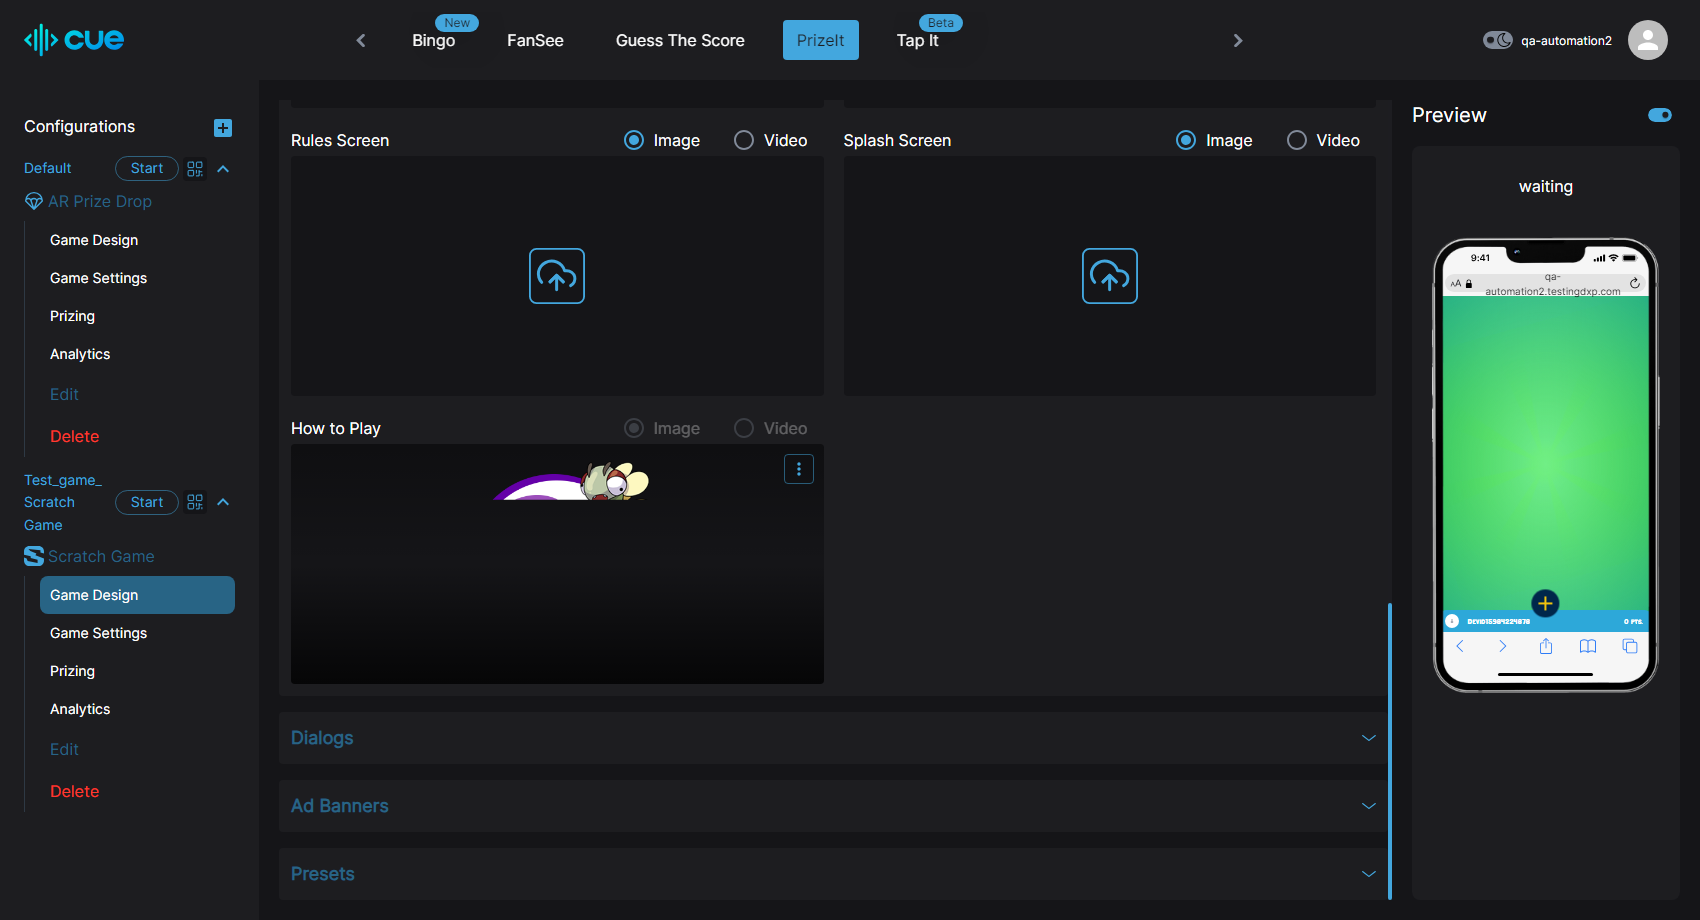 cue
New
Bingo
FanSee
Guess The Score
PrizeIt
Beta
Tap It
qa-automation2
Configurations
Default
Start
AR Prize Drop
Game Design
Game Settings
Prizing
Analytics
Edit
Delete
Test_game_
Scratch
Game
Start
Scratch Game
Game Design
Game Settings
Prizing
Analytics
Edit
Delete
Rules Screen
Image
Video
Splash Screen
Image
Video
How to Play
Image
Video
Dialogs
Ad Banners
Presets
Preview
waiting
9:41
AA
qa-
automation2.testingdxp.com
0 PTS.